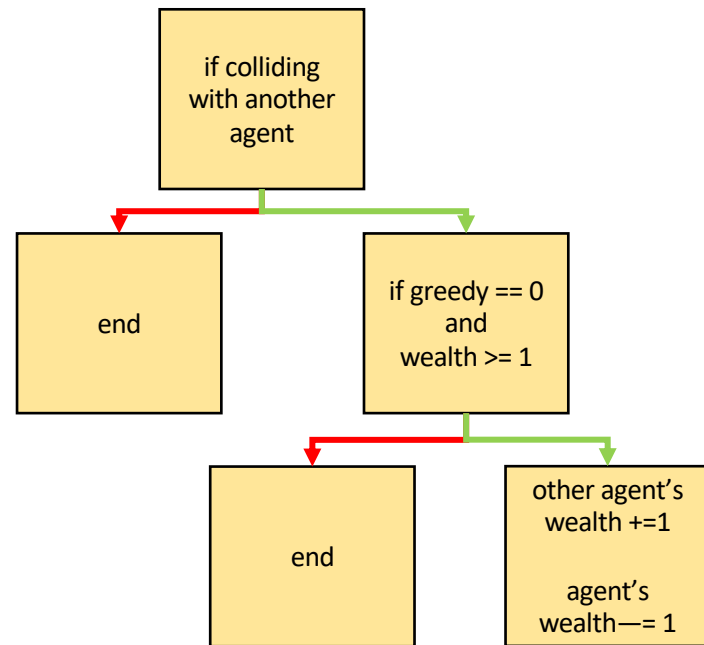 if colliding
with another
agent
end
if greedy == 0
and
wealth >= 1
end
other agent’s
wealth +=1
agent’s
wealth—= 1